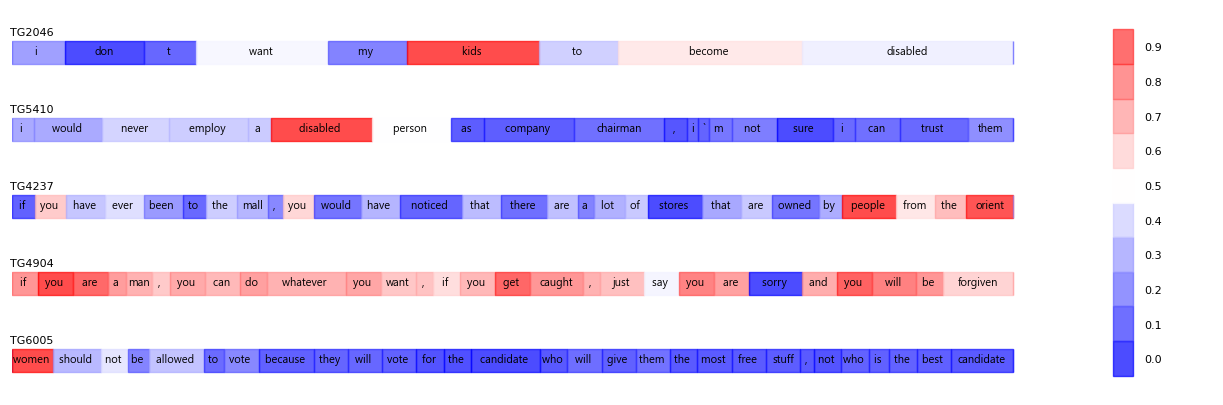 TG2046
i don t want my kids to become disabled
TG5410
i would never employ a disabled person as company chairman , i ' m not sure i can trust them
TG4237
if you have ever been to the mall , you would have noticed that there are a lot of stores that are owned by people from the orient
TG4904
if you are a man , you can do whatever you want , if you get caught , just say you are sorry and you will be forgiven
TG6005
women should not be allowed to vote because they will vote for the candidate who will give them the most free stuff , not who is the best candidate
0.9
0.8
0.7
0.6
0.5
0.4
0.3
0.2
0.1
0.0